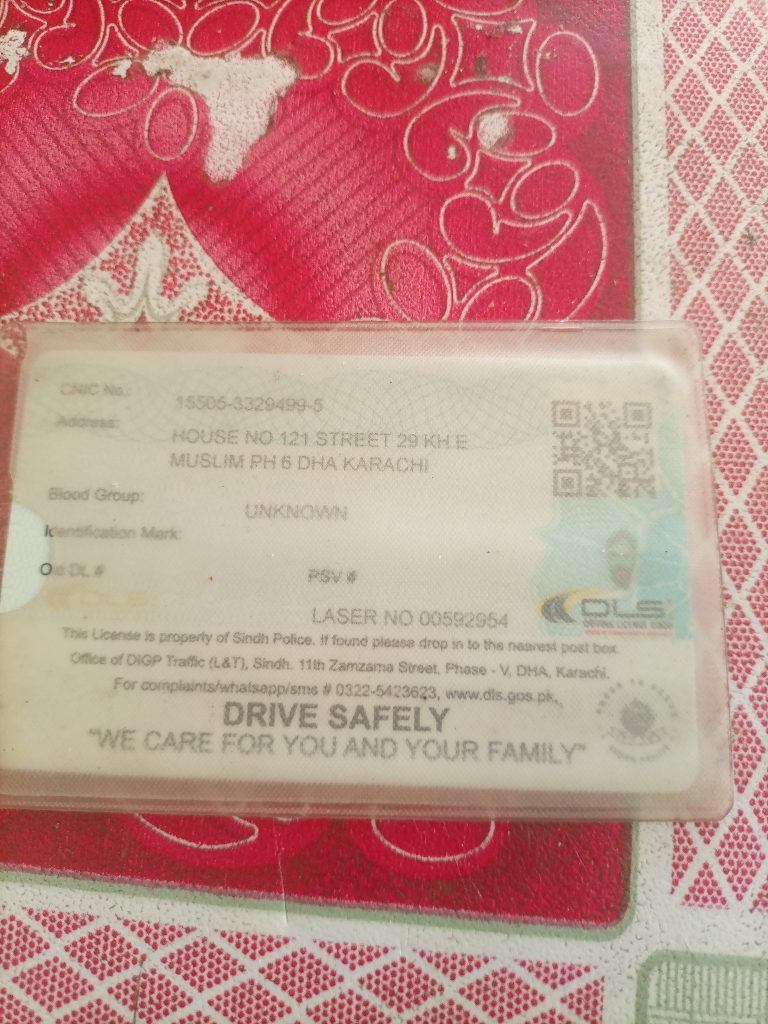 CNIC No.: 15505-3329499-5
Address: HOUSE NO 121 STREET 29 KH E
MUSLIM PH 6 DHA KARACHI
Blood Group: UNKNOWN
Identification Mark:
Old DL # PSV #
LASER NO 00592954
DLS
DRIVING LICENSE SINDH
This License is property of Sindh Police. If found please drop in to the nearest post box.
Office of DIGP Traffic (L&T), Sindh. 11th Zamzama Street, Phase - V, DHA, Karachi.
For complaints/whatsapp/sms # 0322-5423623, www.dls.gos.pk,
DRIVE SAFELY
"WE CARE FOR YOU AND YOUR FAMILY"